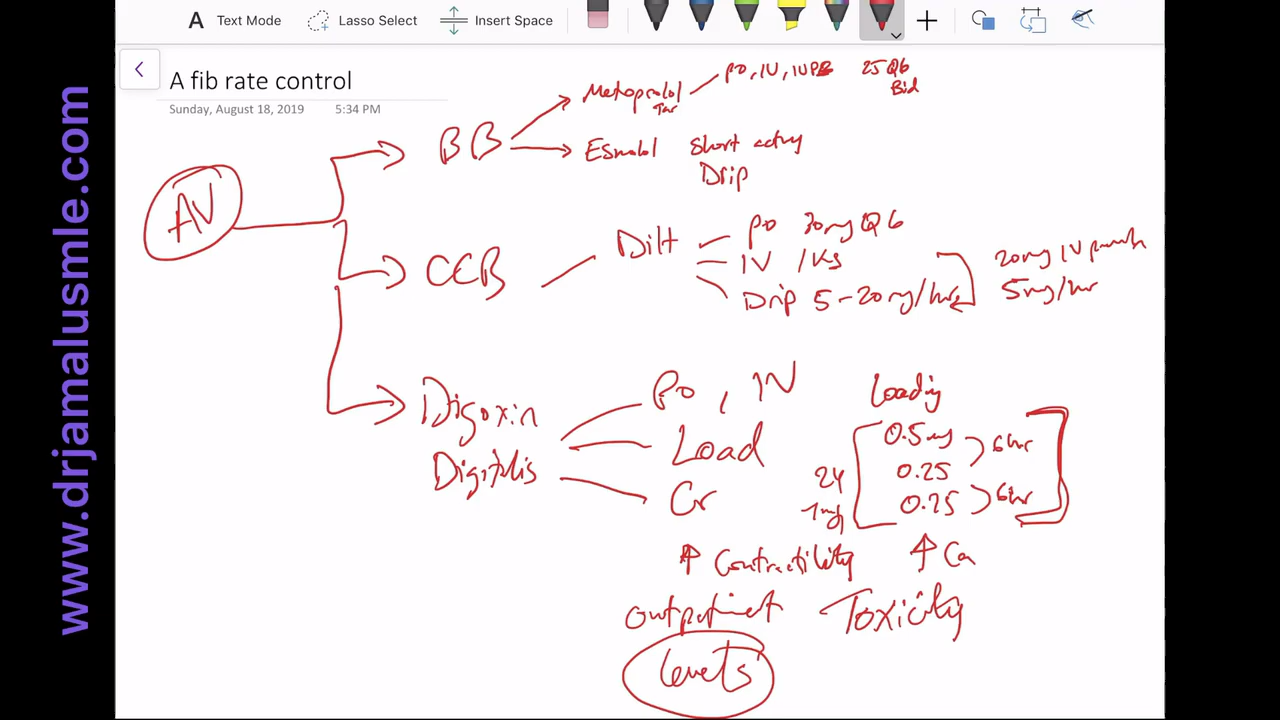 Text Mode
Lasso Select
Insert Space
A fib rate control
Sunday, August 18, 2019 5:34 PM
www.drjamalusmle.com
AV
BB
Metoprolol
Tar
PO, IV, IVPB 25 Q6
Bid
Esmolol Short acting
Drip
CCB
Dilt
PO 30mg Q6
IV /KG
Drip 5-20mg/hr
20mg IV push
5mg/hr
Digoxin
Digitalis
PO, IV
Load
Cr
Loading
0.5mg
0.25
0.25
6hr
6hr
24
1mg
↑ Contractility ↑ Ca
Outpatient Toxicity
levels